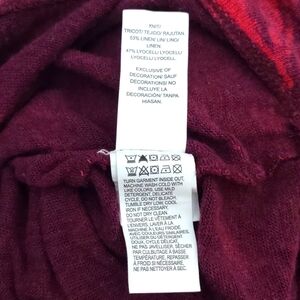 KNIT/
TRICOT/ TEJIDO/ RAJUTAN
53% LINEN/ LIN/ LINO/
LINEN
47% LYOCELL/ LYOCELL/
LYOCELL/ LYOCELL
EXCLUSIVE OF
DECORATION/ SAUF
DÉCORATION/ NO
INCLUYE LA
DECORACIÓN/ TANPA
HIASAN.
TURN GARMENT INSIDE OUT,
MACHINE WASH COLD WITH
LIKE COLORS, USE MILD
DETERGENT, DELICATE
CYCLE, DO NOT BLEACH,
TUMBLE DRY LOW, COOL
IRON IF NECESSARY.
DO NOT DRY CLEAN
TOURNER LE VÊTEMENT À
L'ENVERS, LAVER À LA
MACHINE À L'EAU FROIDE
AVEC COULEURS SIMILAIRES,
UTILISER DU DÉTERGENT
DOUX, CYCLE DÉLICAT,
NE PAS JAVELLISER, SÉCHER
PAR CULBUTAGE À BASSE
TEMPÉRATURE, REPASSER
À FROID SI NÉCESSAIRE.
NE PAS NETTOYER À SEC.